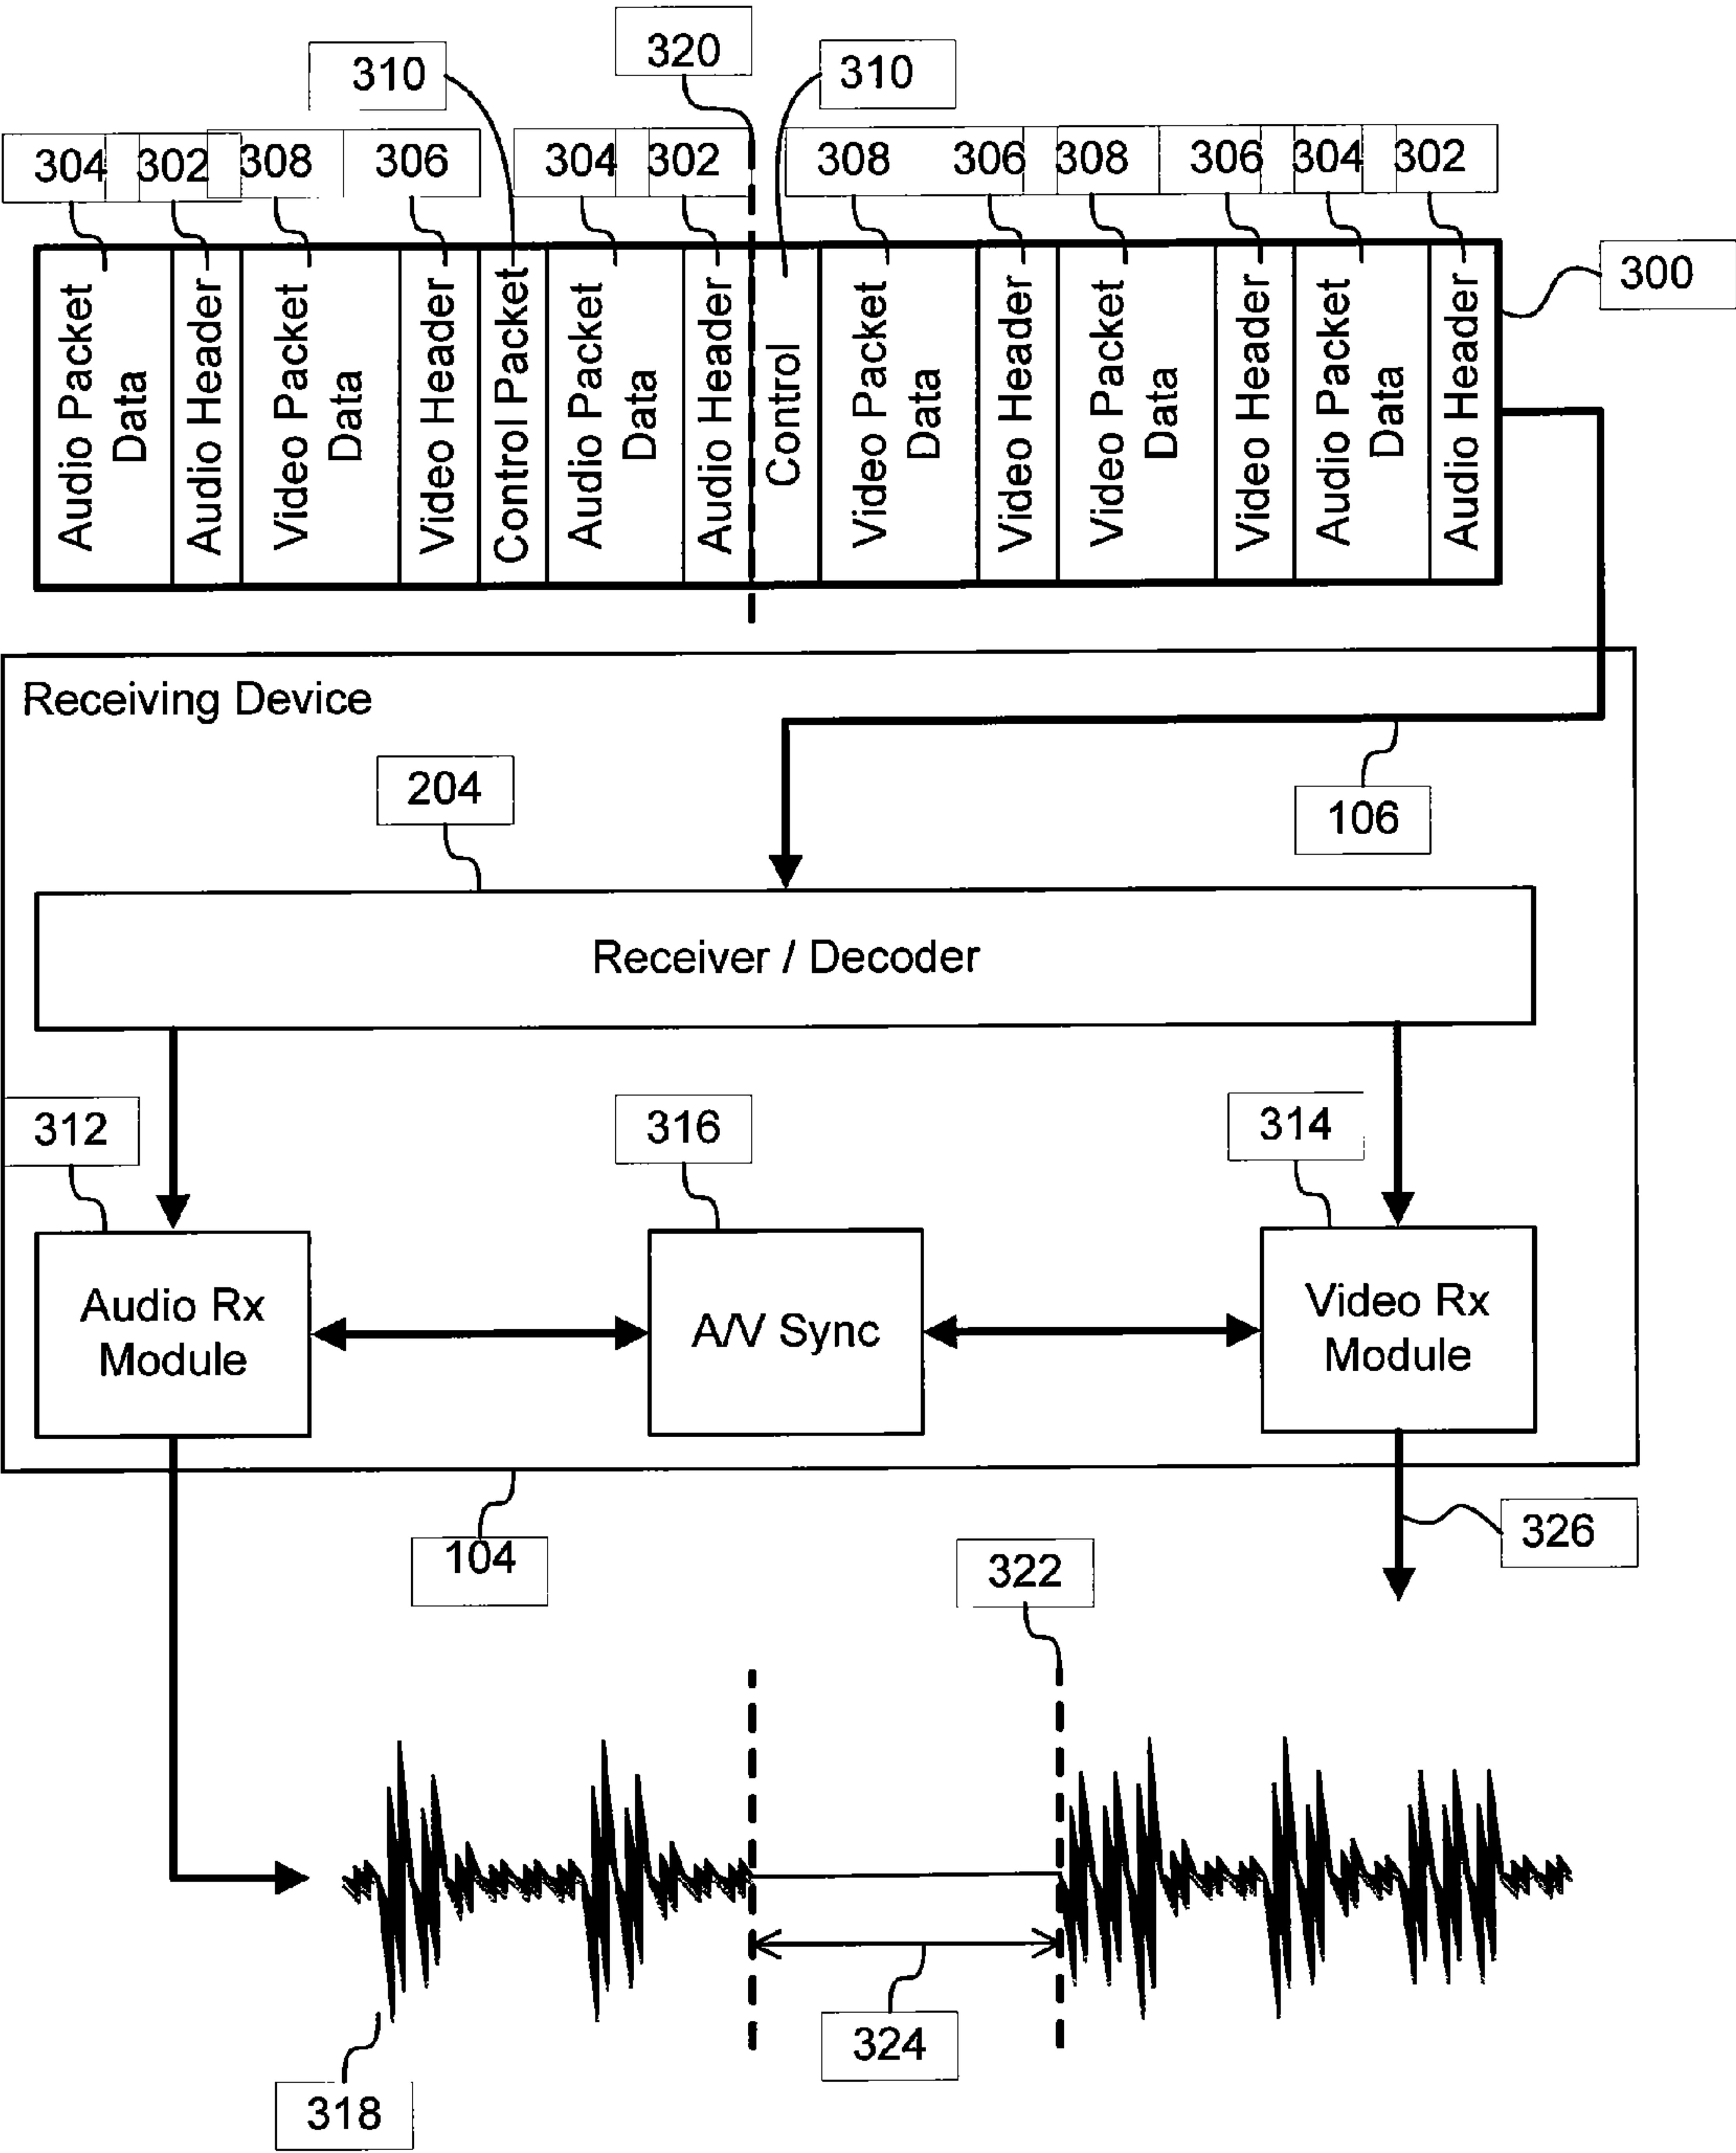 320
310
310
304
302
308
306
304
302
308
306
308
306
304
302
300
Audio Packet
Data
Audio Header
Video Packet
Data
Video Header
Control Packet
Audio Packet
Data
Audio Header
Control
Video Packet
Data
Video Header
Video Packet
Data
Video Header
Audio Packet
Data
Audio Header
Receiving Device
204
106
Receiver / Decoder
312
316
314
Audio Rx
Module
A/V Sync
Video Rx
Module
104
326
322
324
318